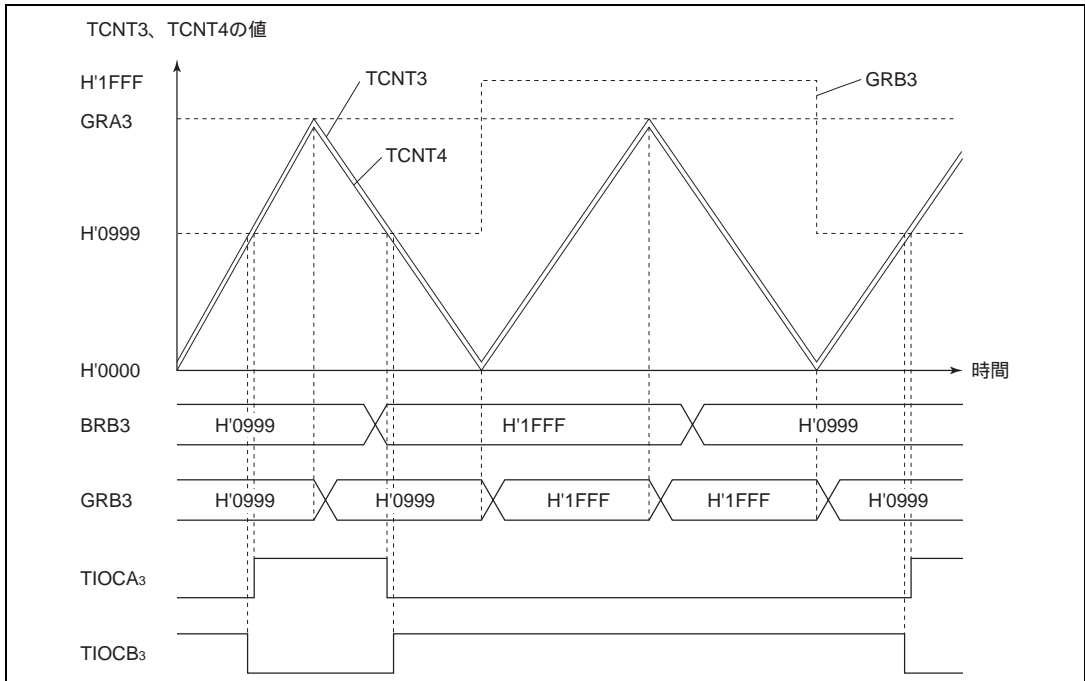 TCNT3、TCNT4の値
H'1FFF
TCNT3
GRB3
GRA3
TCNT4
H'0999
H'0000
時間
BRB3 H'0999 H'1FFF H'0999
GRB3 H'0999 H'0999 H'1FFF H'1FFF H'0999
TIOCA3
TIOCB3